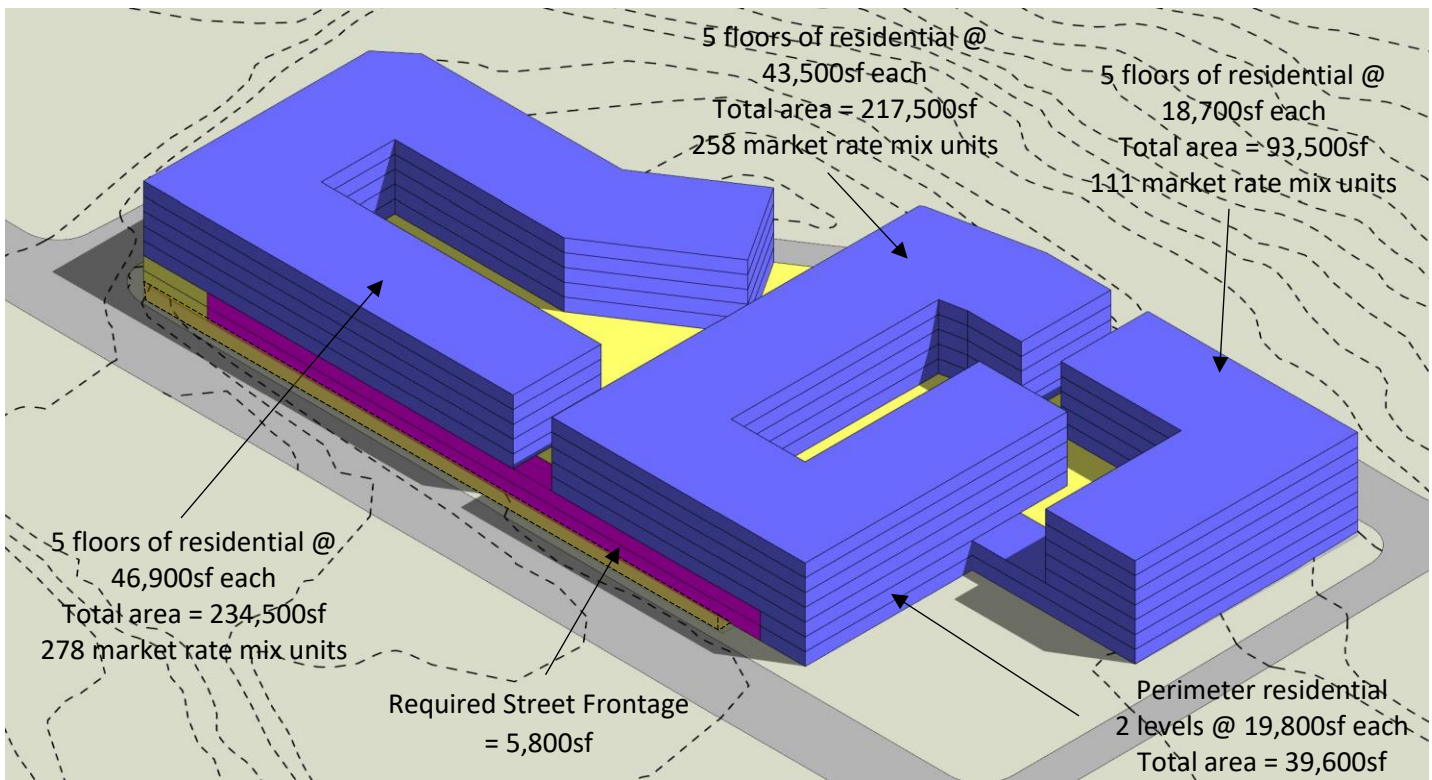 5 floors of residential @
43,500sf each
Total area = 217,500sf
258 market rate mix units
5 floors of residential @
18,700sf each
Total area = 93,500sf
111 market rate mix units
5 floors of residential @
46,900sf each
Total area = 234,500sf
278 market rate mix units
Required Street Frontage
= 5,800sf
Perimeter residential
2 levels @ 19,800sf each
Total area = 39,600sf